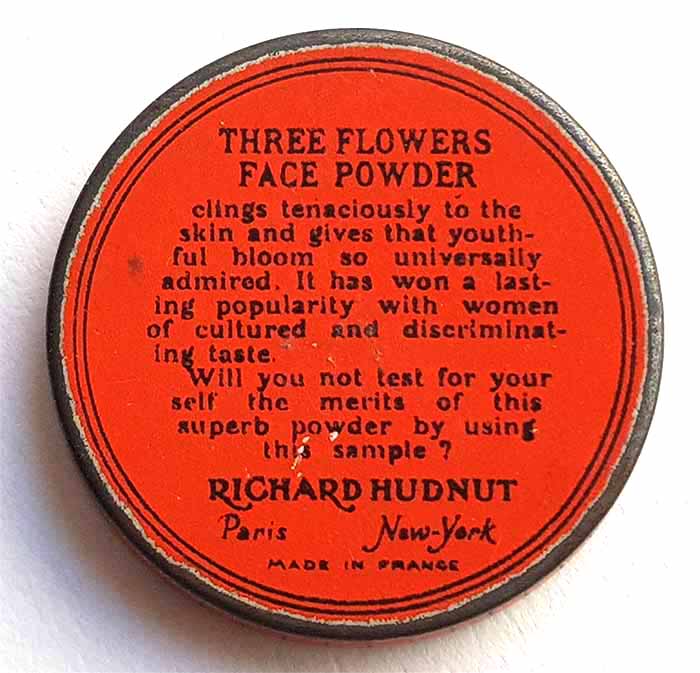 THREE FLOWERS
FACE POWDER
clings tenaciously to the
skin and gives that youth-
ful bloom so universally
admired. It has won a last-
ing popularity with women
of cultured and discriminat-
ing taste.
Will you not test for your
self the merits of this
superb powder by using
this sample ?
RICHARD HUDNUT
Paris New-York
MADE IN FRANCE